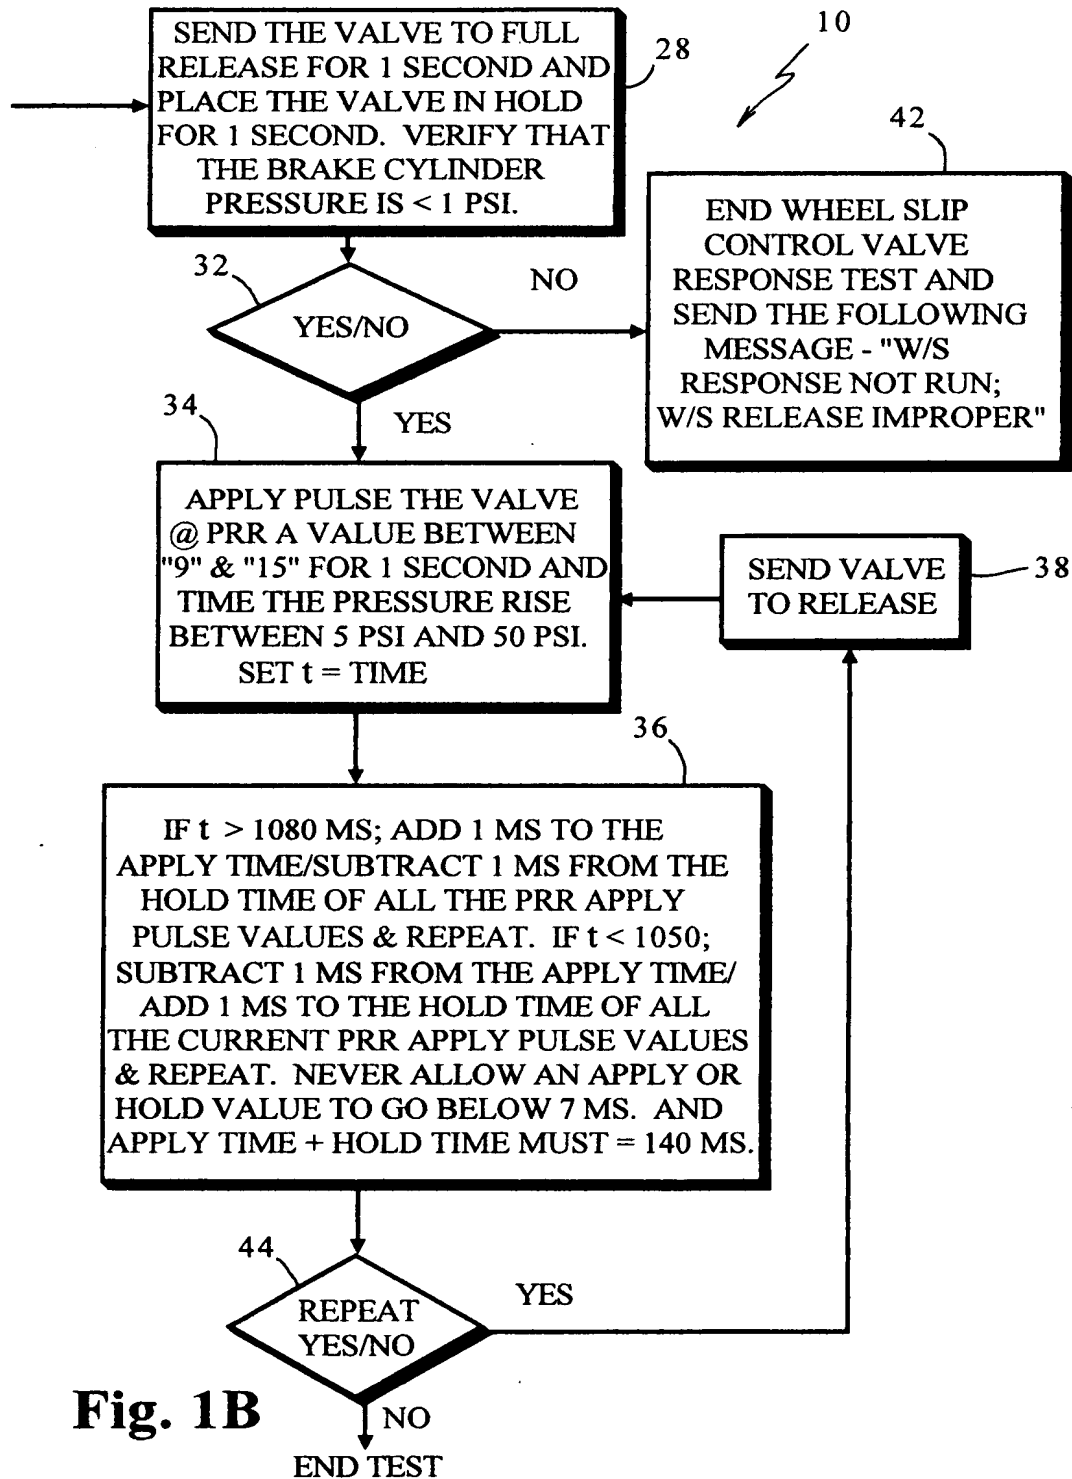 SEND THE VALVE TO FULL
RELEASE FOR 1 SECOND AND
PLACE THE VALVE IN HOLD
FOR 1 SECOND. VERIFY THAT
THE BRAKE CYLINDER
PRESSURE IS < 1 PSI.
28
10
42
END WHEEL SLIP
CONTROL VALVE
RESPONSE TEST AND
SEND THE FOLLOWING
MESSAGE - "W/S
RESPONSE NOT RUN;
W/S RELEASE IMPROPER"
32
NO
YES/NO
34
YES
APPLY PULSE THE VALVE
@ PRR A VALUE BETWEEN
"9" & "15" FOR 1 SECOND AND
TIME THE PRESSURE RISE
BETWEEN 5 PSI AND 50 PSI.
SET t = TIME
SEND VALVE
TO RELEASE
38
36
IF t > 1080 MS; ADD 1 MS TO THE
APPLY TIME/SUBTRACT 1 MS FROM THE
HOLD TIME OF ALL THE PRR APPLY
PULSE VALUES & REPEAT. IF t < 1050;
SUBTRACT 1 MS FROM THE APPLY TIME/
ADD 1 MS TO THE HOLD TIME OF ALL
THE CURRENT PRR APPLY PULSE VALUES
& REPEAT. NEVER ALLOW AN APPLY OR
HOLD VALUE TO GO BELOW 7 MS. AND
APPLY TIME + HOLD TIME MUST = 140 MS.
44
YES
REPEAT
YES/NO
Fig. 1B
NO
END TEST